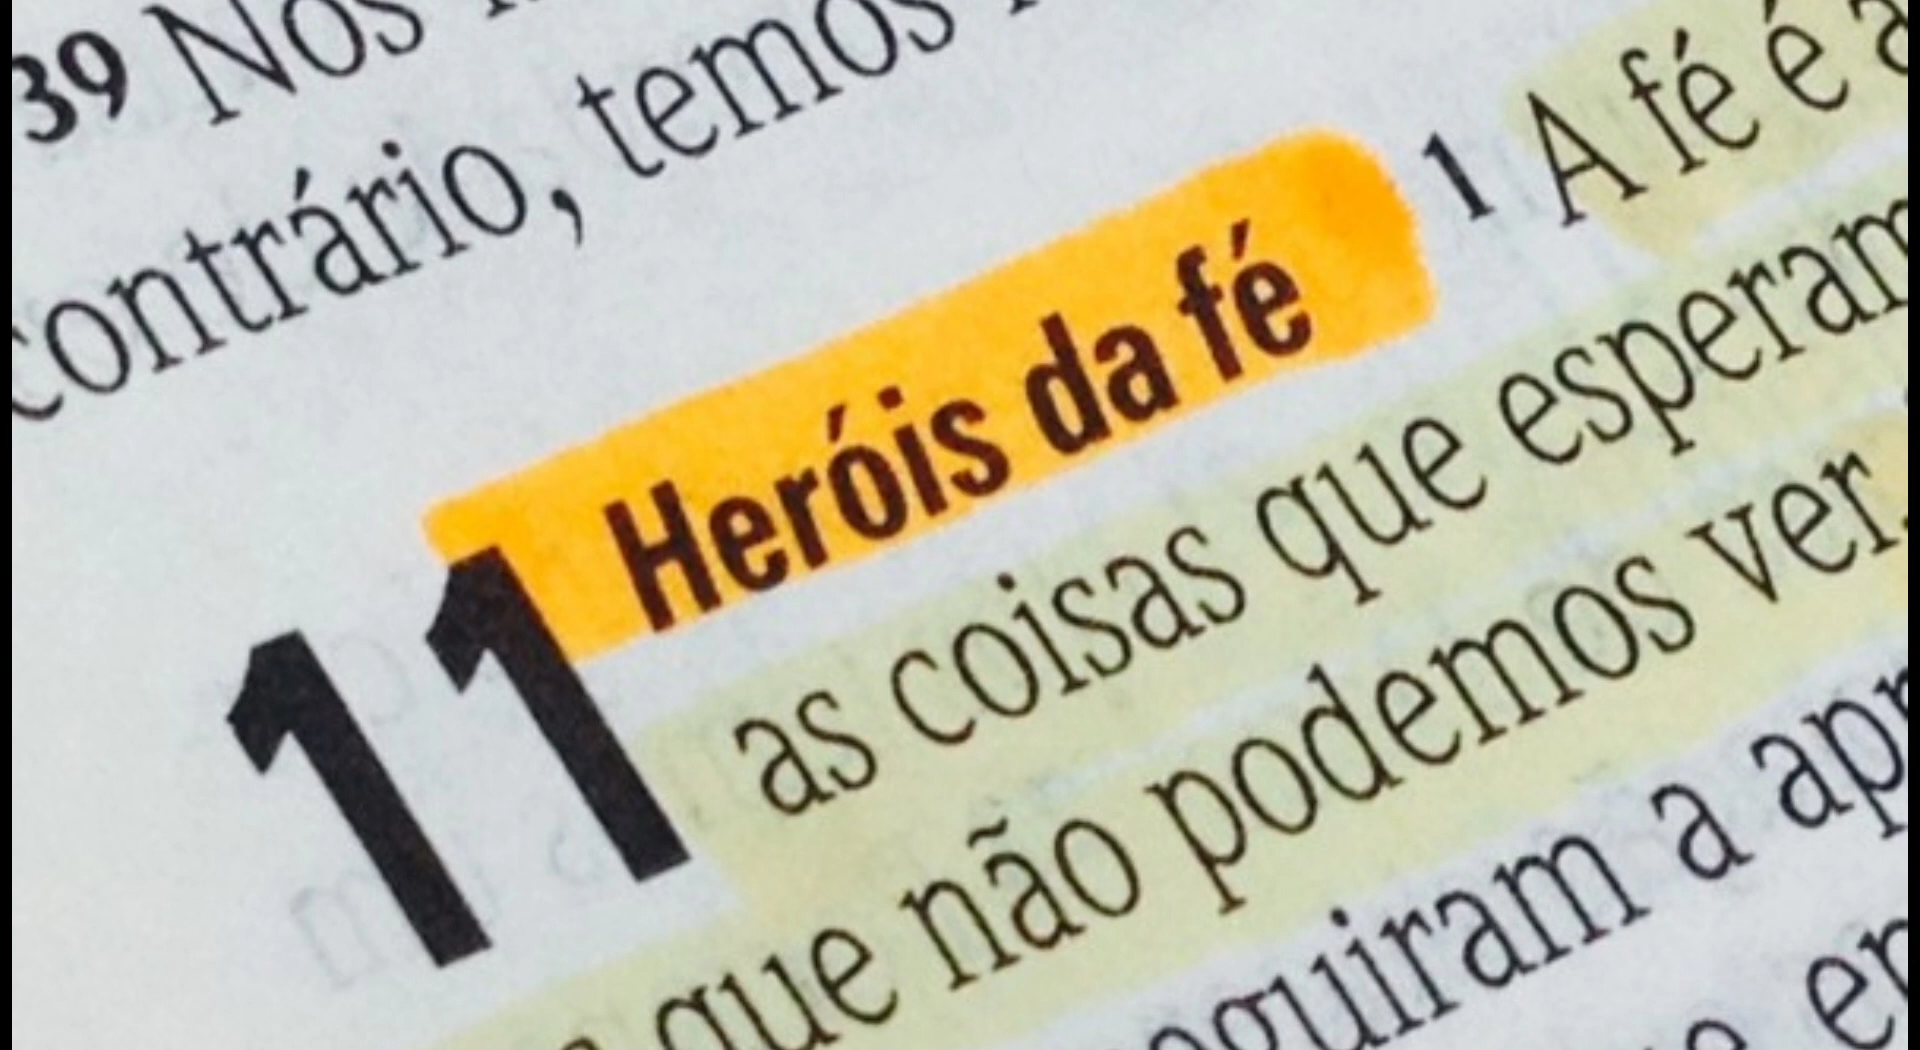 39 Nós
contrário, temos
11 Heróis da fé 1 A fé é a
as coisas que esperam
que não podemos ver.
a